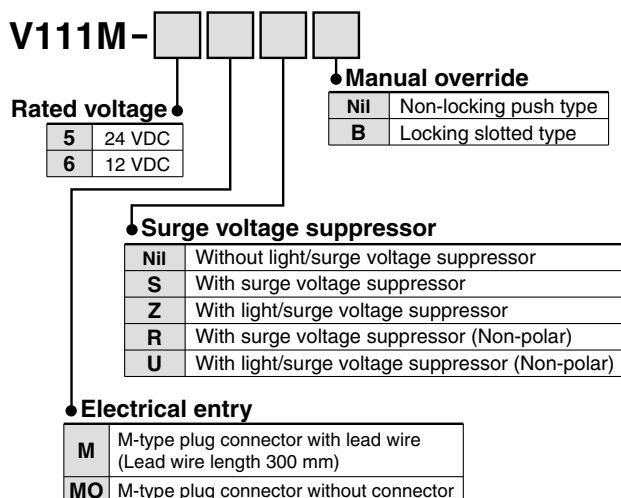 V111M-
Manual override
Nil Non-locking push type
B Locking slotted type
Rated voltage
5 24 VDC
6 12 VDC
Surge voltage suppressor
Nil Without light/surge voltage suppressor
S With surge voltage suppressor
Z With light/surge voltage suppressor
R With surge voltage suppressor (Non-polar)
U With light/surge voltage suppressor (Non-polar)
Electrical entry
M M-type plug connector with lead wire
(Lead wire length 300 mm)
MO M-type plug connector without connector